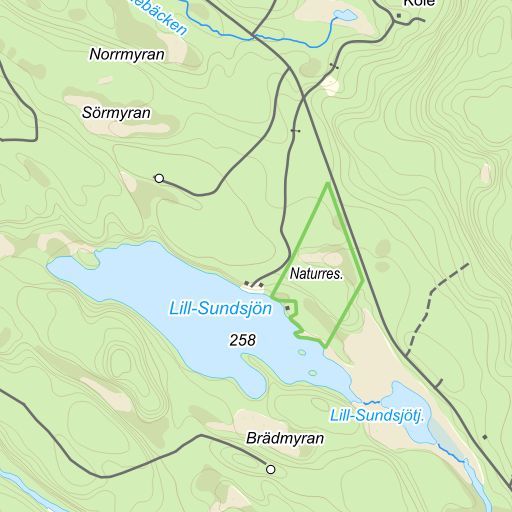 Kole
Norrmyran
Sörmyran
Naturres.
Lill-Sundsjön
258
Lill-Sundsjötj.
Brädmyran